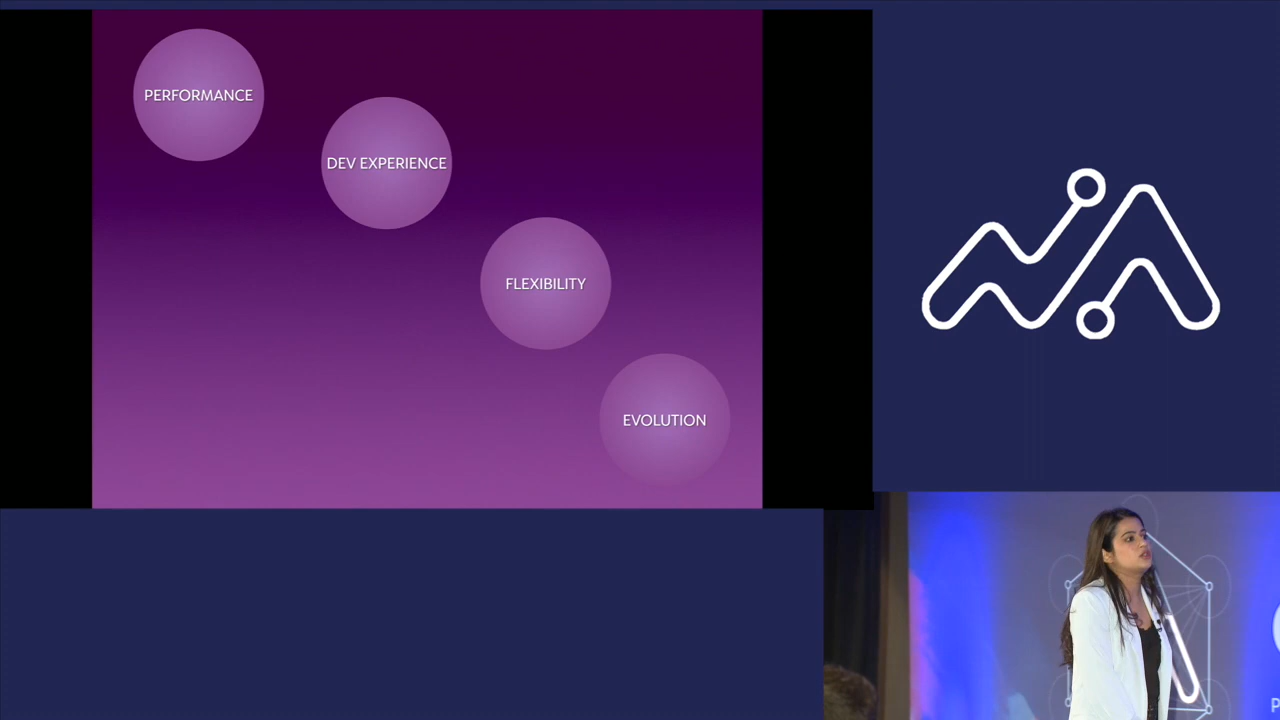 PERFORMANCE
DEV EXPERIENCE
FLEXIBILITY
EVOLUTION